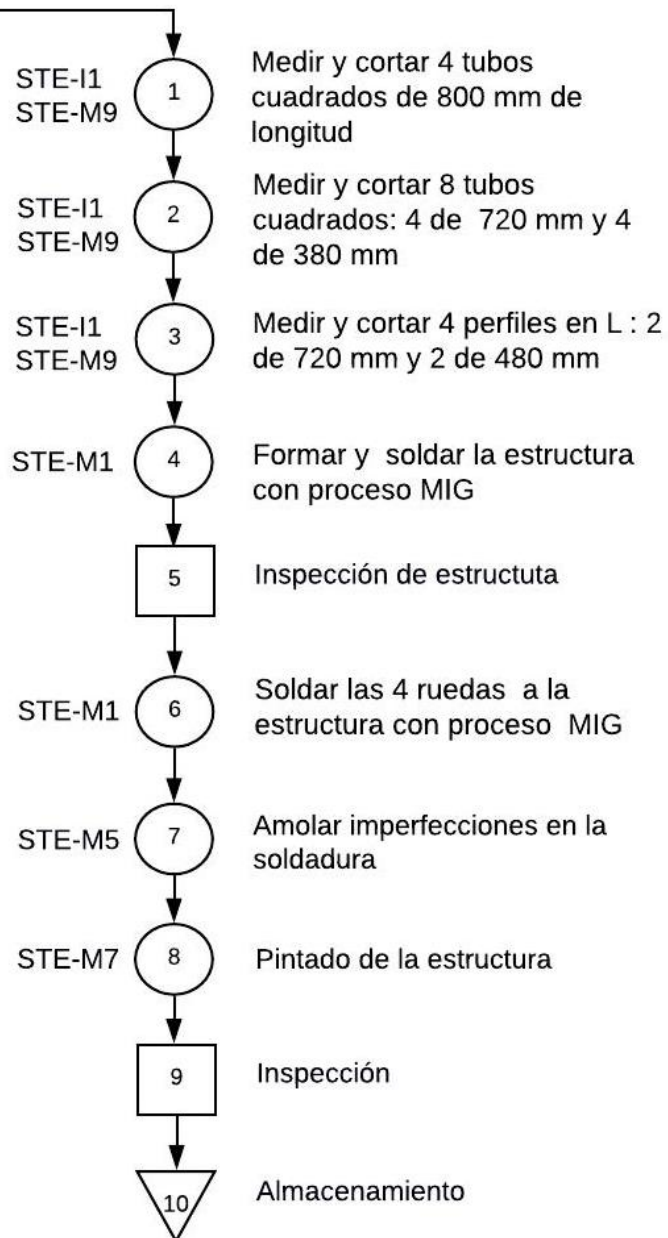 STE-I1
STE-M9
1
Medir y cortar 4 tubos
cuadrados de 800 mm de
longitud
STE-I1
STE-M9
2
Medir y cortar 8 tubos
cuadrados: 4 de 720 mm y 4
de 380 mm
STE-I1
STE-M9
3
Medir y cortar 4 perfiles en L : 2
de 720 mm y 2 de 480 mm
STE-M1
4
Formar y soldar la estructura
con proceso MIG
5
Inspección de estructuta
STE-M1
6
Soldar las 4 ruedas a la
estructura con proceso MIG
STE-M5
7
Amolar imperfecciones en la
soldadura
STE-M7
8
Pintado de la estructura
9
Inspección
10
Almacenamiento